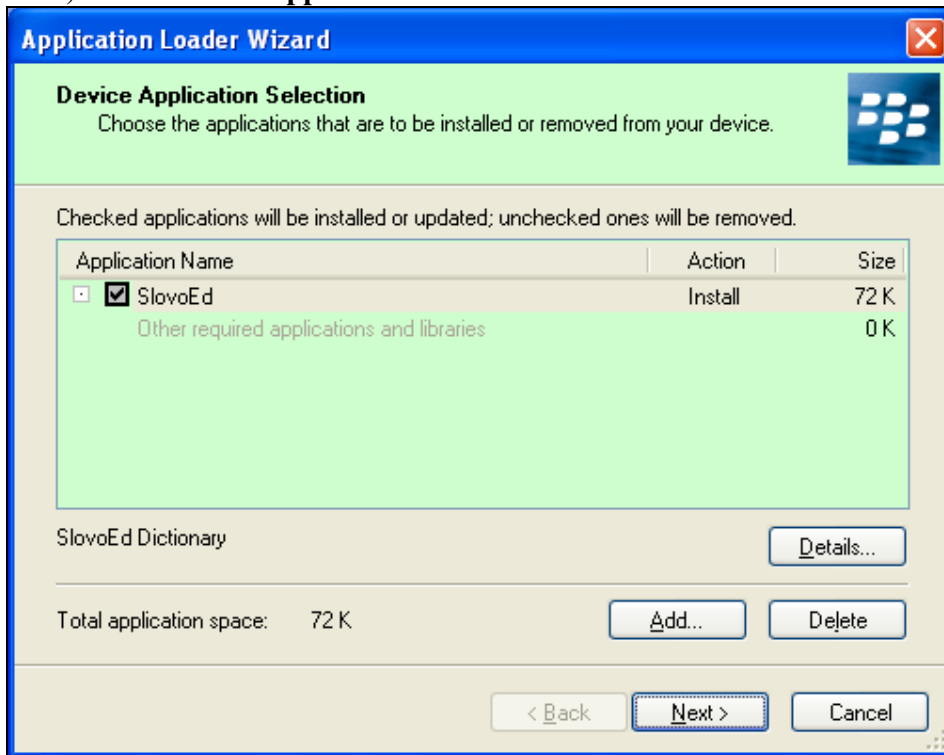 Application Loader Wizard
Device Application Selection
Choose the applications that are to be installed or removed from your device.
Checked applications will be installed or updated; unchecked ones will be removed.
Application Name Action Size
SlovoEd Install 72 K
Other required applications and libraries 0 K
SlovoEd Dictionary
Details...
Total application space: 72 K Add... Delete
< Back Next > Cancel